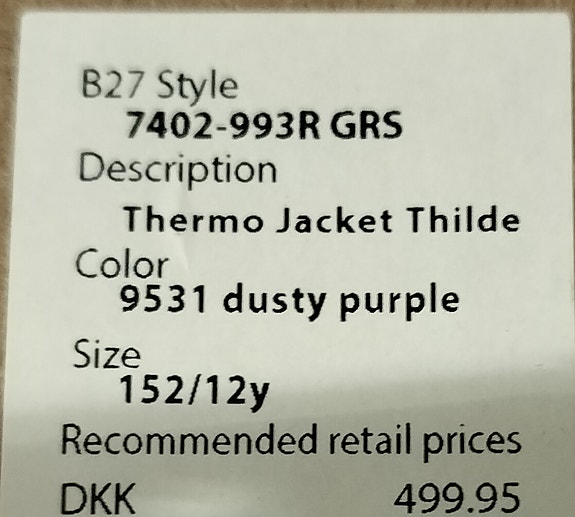 B27 Style
7402-993R GRS
Description
Thermo Jacket Thilde
Color
9531 dusty purple
Size
152/12y
Recommended retail prices
DKK 499.95